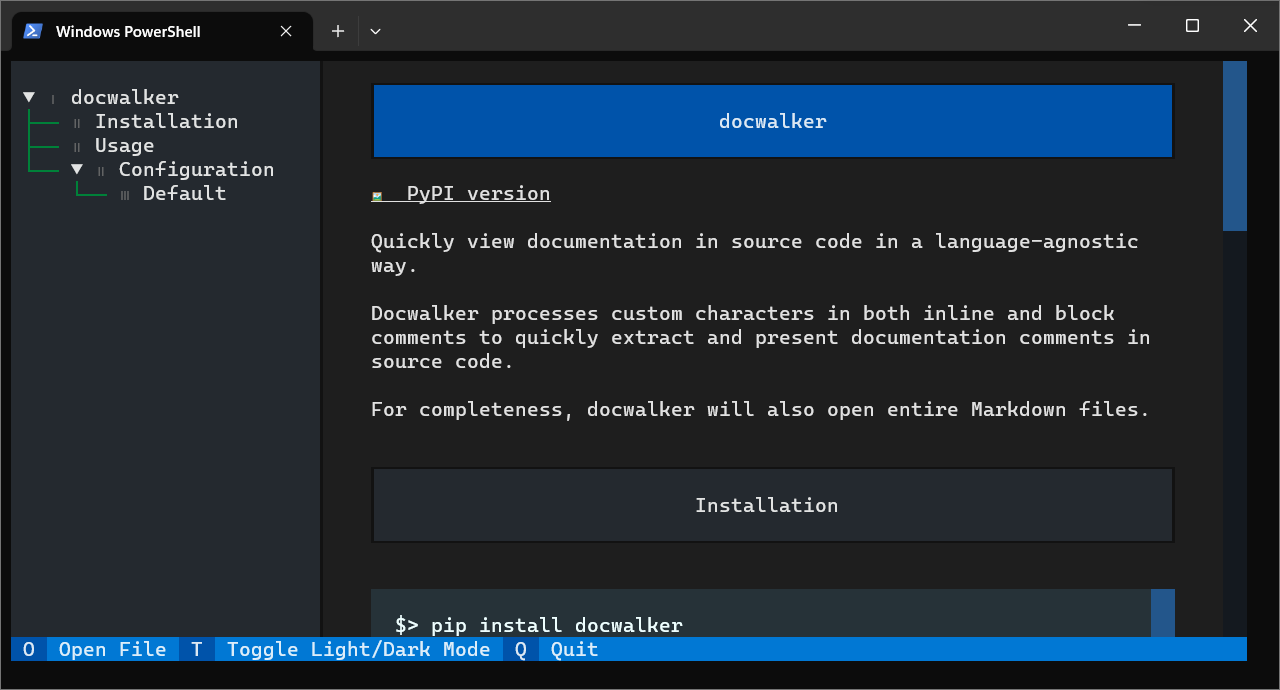 Windows PowerShell
▼ Ⅰ docwalker
Ⅱ Installation
Ⅱ Usage
▼ Ⅱ Configuration
Ⅲ Default
docwalker
PyPI version
Quickly view documentation in source code in a language-agnostic
way.
Docwalker processes custom characters in both inline and block
comments to quickly extract and present documentation comments in
source code.
For completeness, docwalker will also open entire Markdown files.
Installation
$> pip install docwalker
O Open File T Toggle Light/Dark Mode Q Quit